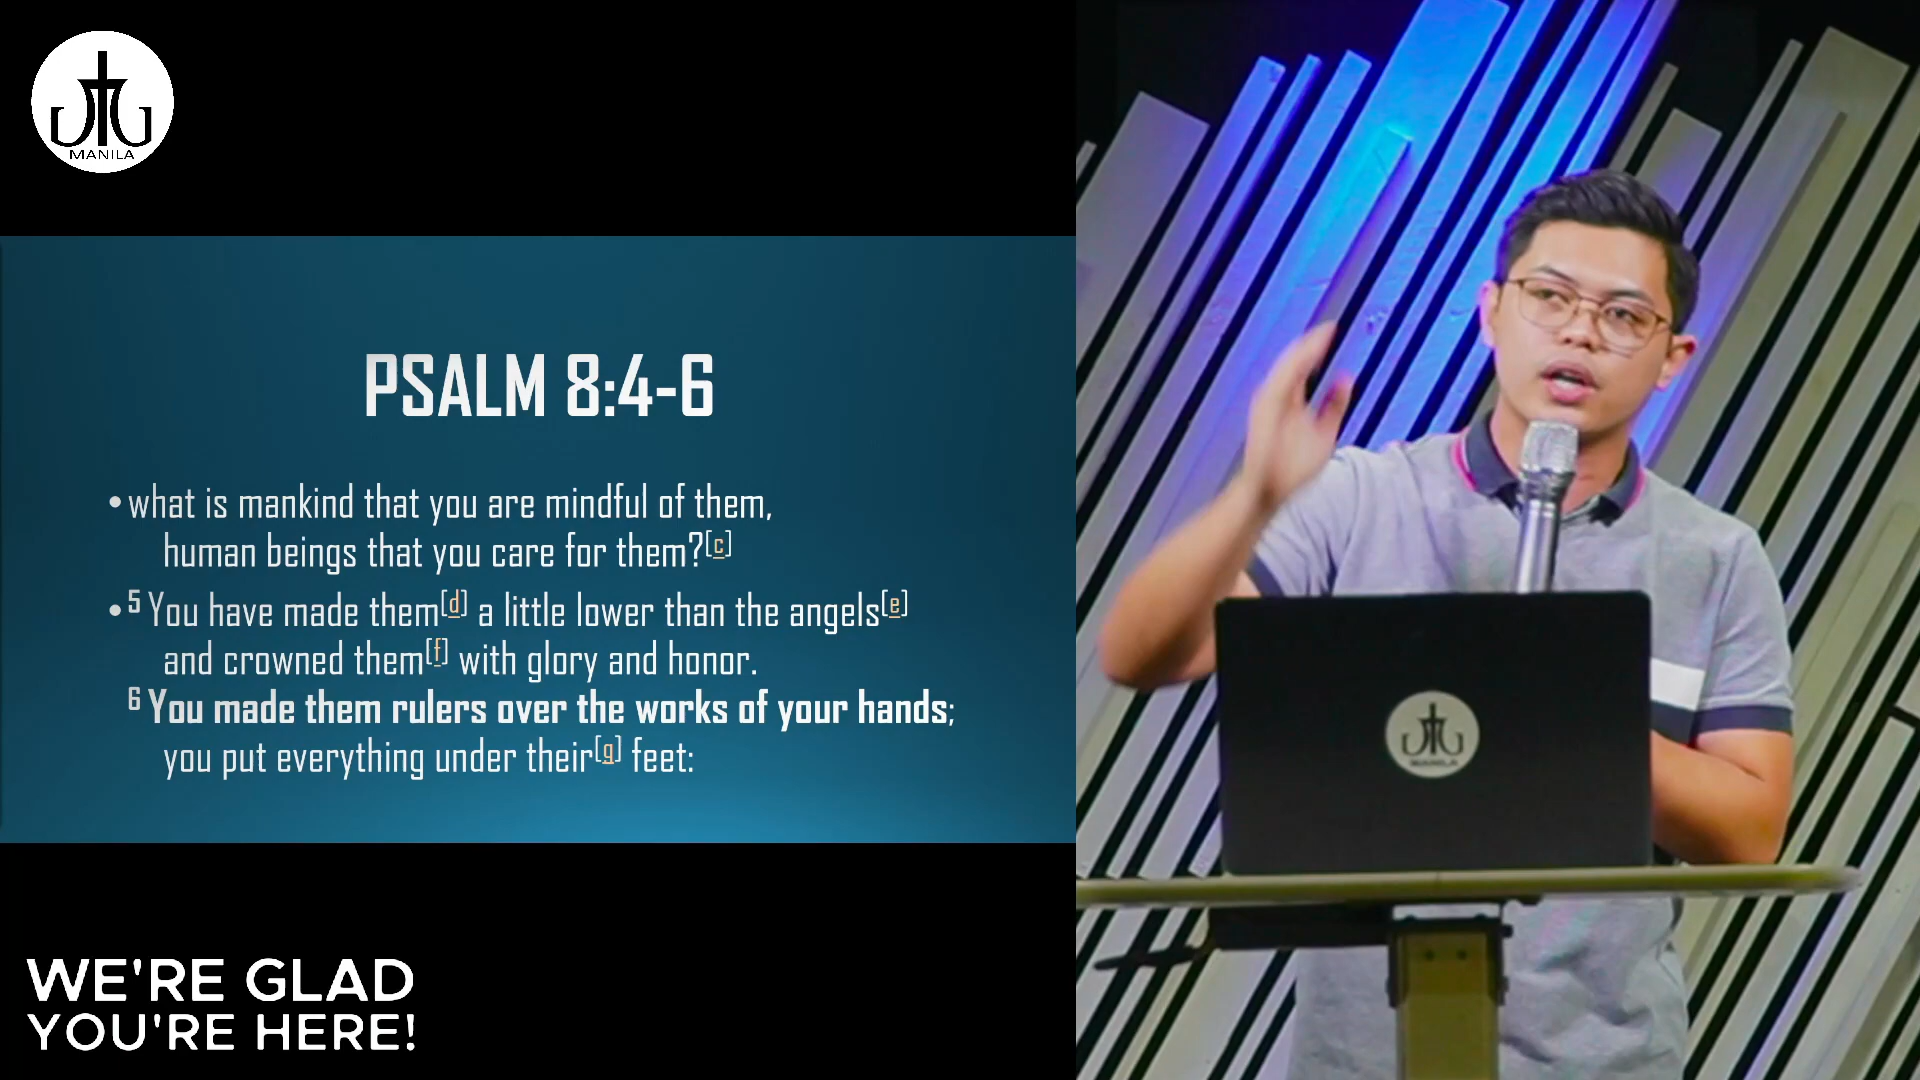 JTG
MANILA
PSALM 8:4-6
• what is mankind that you are mindful of them,
human beings that you care for them?[c]
• 5 You have made them[d] a little lower than the angels[e]
and crowned them[f] with glory and honor.
6 You made them rulers over the works of your hands;
you put everything under their[g] feet:
WE'RE GLAD
YOU'RE HERE!
JTG
MANILA